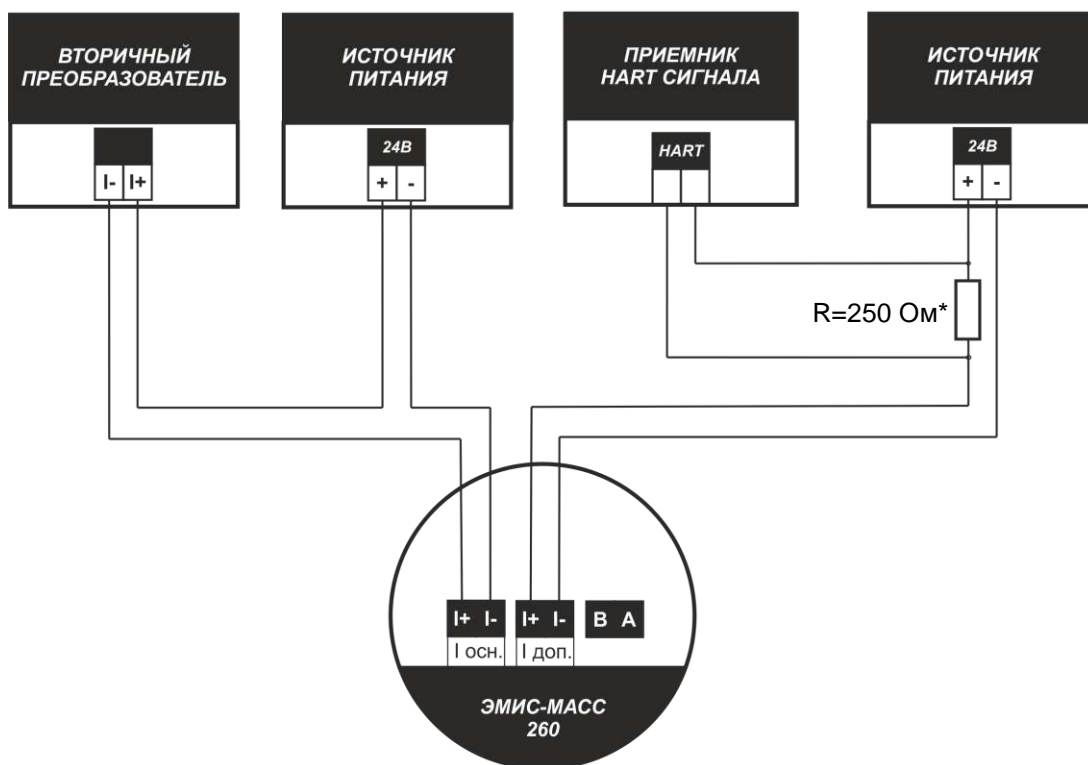 ВТОРИЧНЫЙ
ПРЕОБРАЗОВАТЕЛЬ
I- I+
ИСТОЧНИК
ПИТАНИЯ
24В
+ -
ПРИЕМНИК
HART СИГНАЛА
HART
ИСТОЧНИК
ПИТАНИЯ
24В
+ -
R=250 Ом*
I+ I- I+ I- B A
I осн. I доп.
ЭМИС-МАСС
260